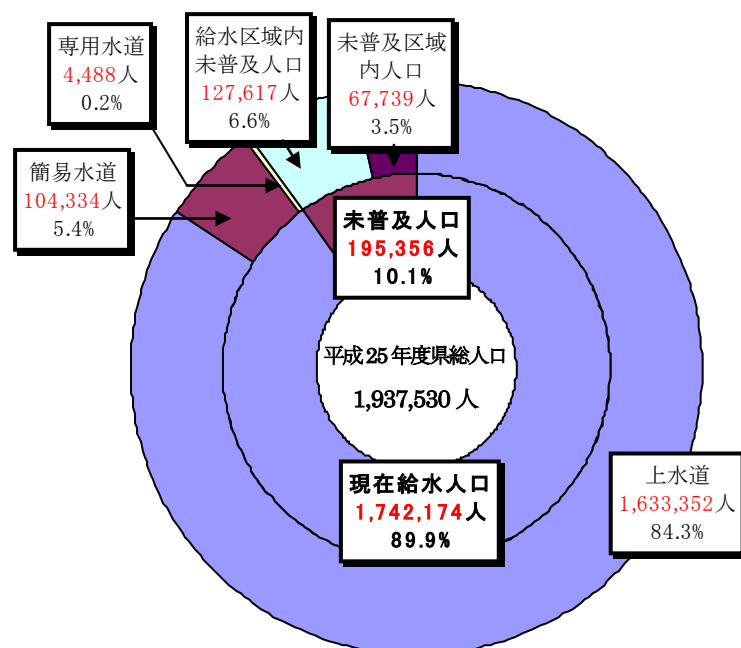 専用水道
4,488人
0.2%
給水区域内
未普及人口
127,617人
6.6%
未普及区域
内人口
67,739人
3.5%
簡易水道
104,334人
5.4%
未普及人口
195,356人
10.1%
平成25年度県総人口
1,937,530 人
現在給水人口
1,742,174人
89.9%
上水道
1,633,352人
84.3%